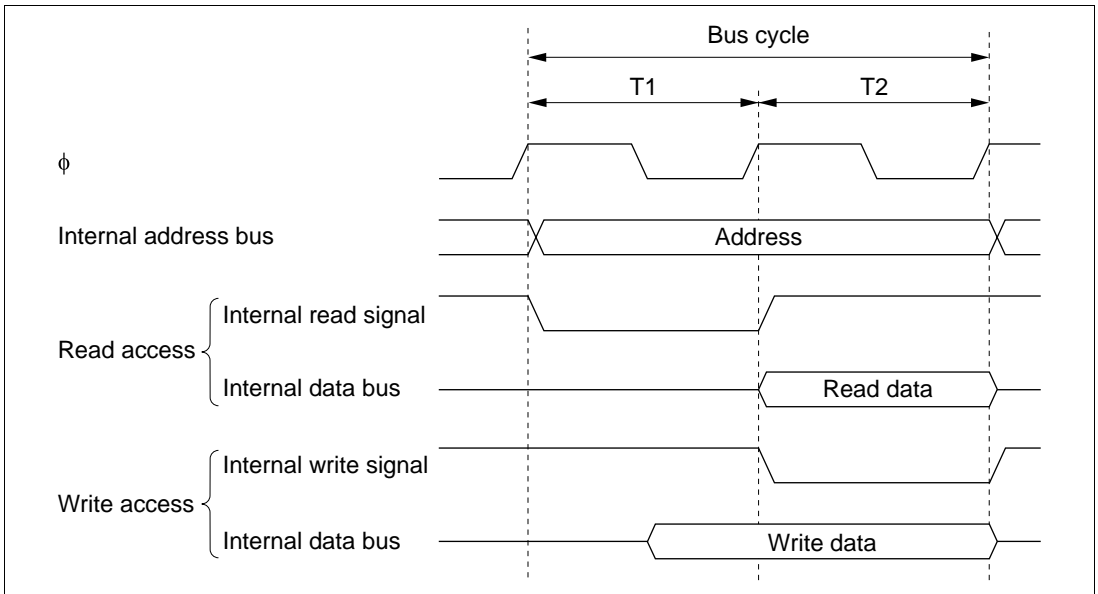 Bus cycle
T1
T2
ϕ
Internal address bus
Address
Read access
Internal read signal
Internal data bus
Read data
Write access
Internal write signal
Internal data bus
Write data